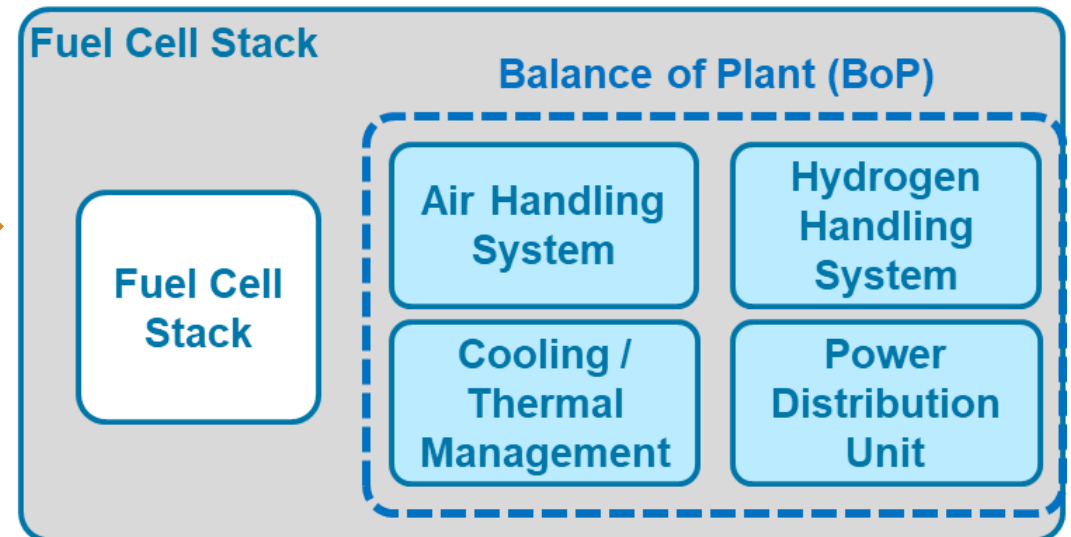 Fuel Cell Stack
Balance of Plant (BoP)
Fuel Cell
Stack
Air Handling
System
Hydrogen
Handling
System
Cooling /
Thermal
Management
Power
Distribution
Unit